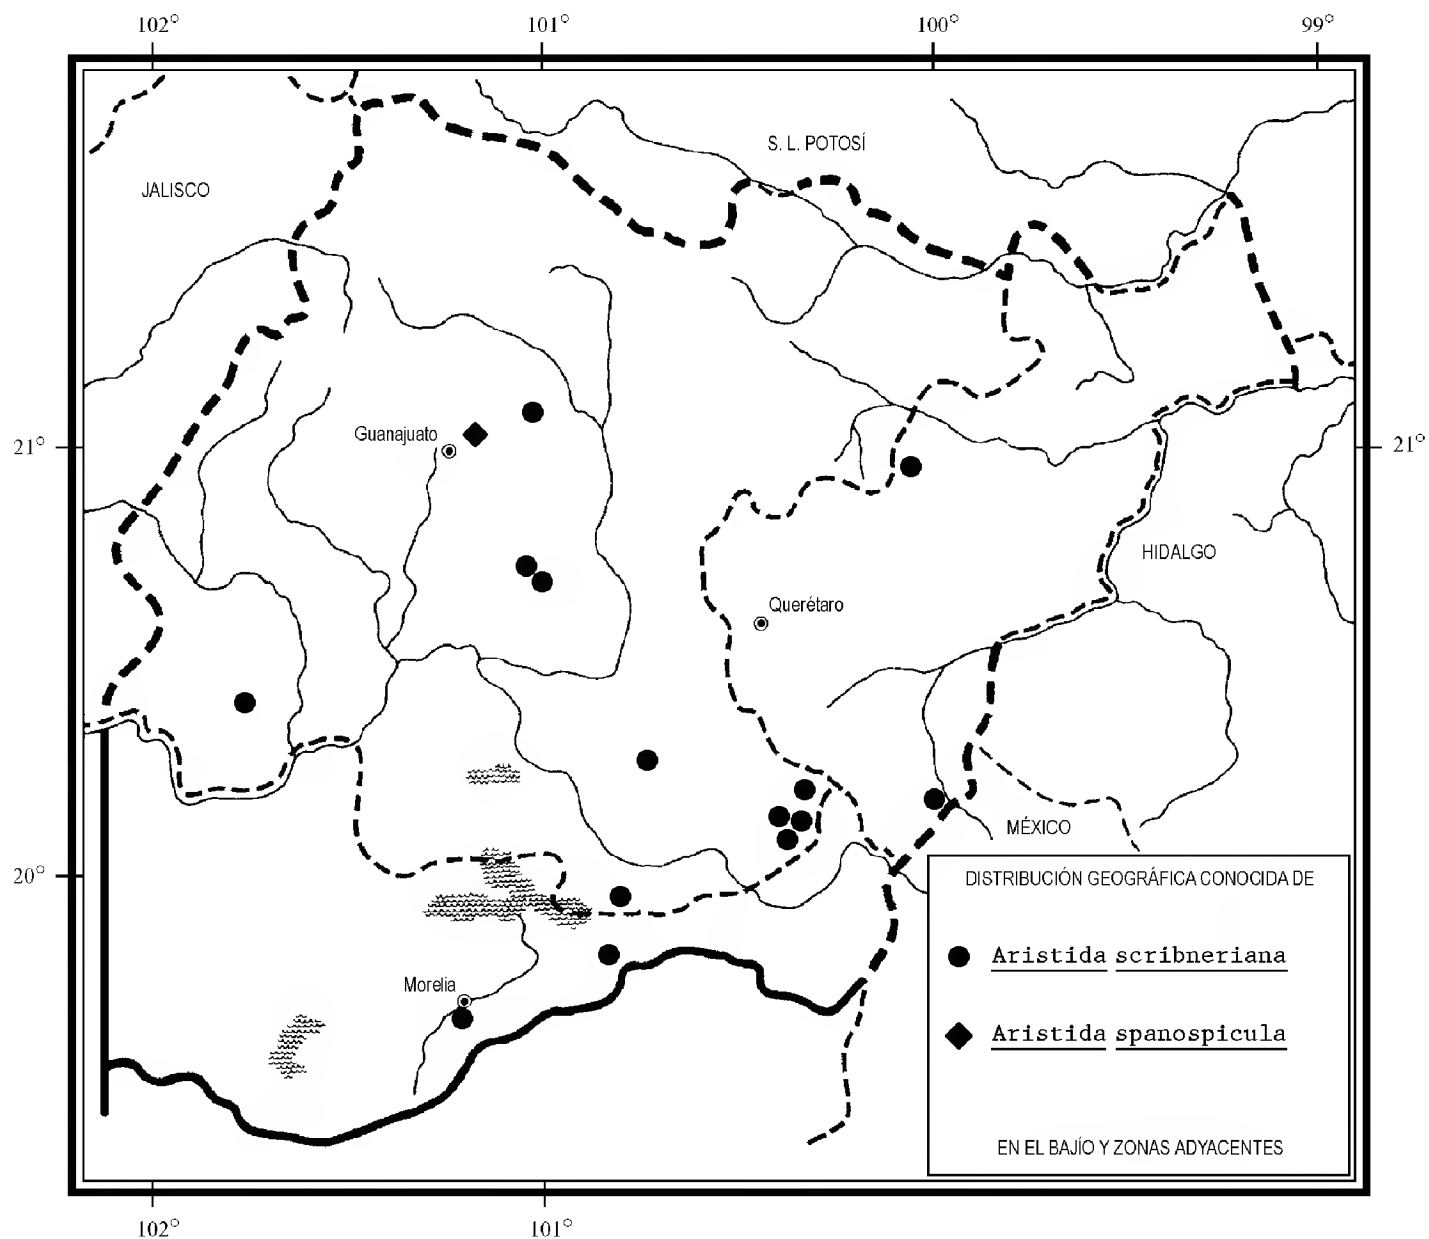 102° 101° 100° 99°
S. L. POTOSÍ
JALISCO
Guanajuato
21° 21°
HIDALGO
Querétaro
MÉXICO
20°
DISTRIBUCIÓN GEOGRÁFICA CONOCIDA DE
Aristida scribneriana
Morelia
Aristida spanospicula
EN EL BAJÍO Y ZONAS ADYACENTES
102° 101°